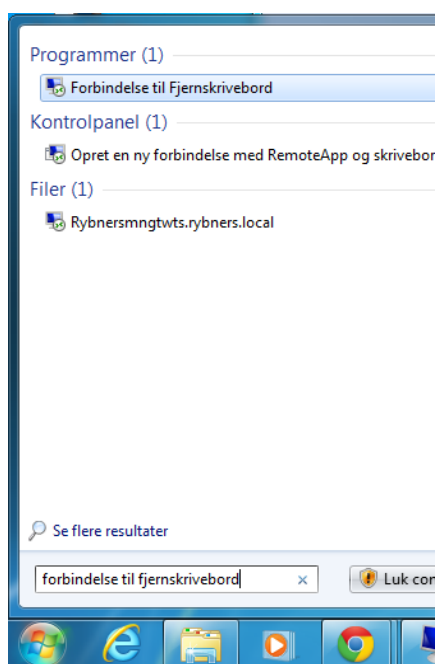 Programmer (1)
Forbindelse til Fjernskrivebord
Kontrolpanel (1)
Opret en ny forbindelse med RemoteApp og skrivebor
Filer (1)
Rybnersmngtwts.rybners.local
Se flere resultater
forbindelse til fjernskrivebord
Luk com